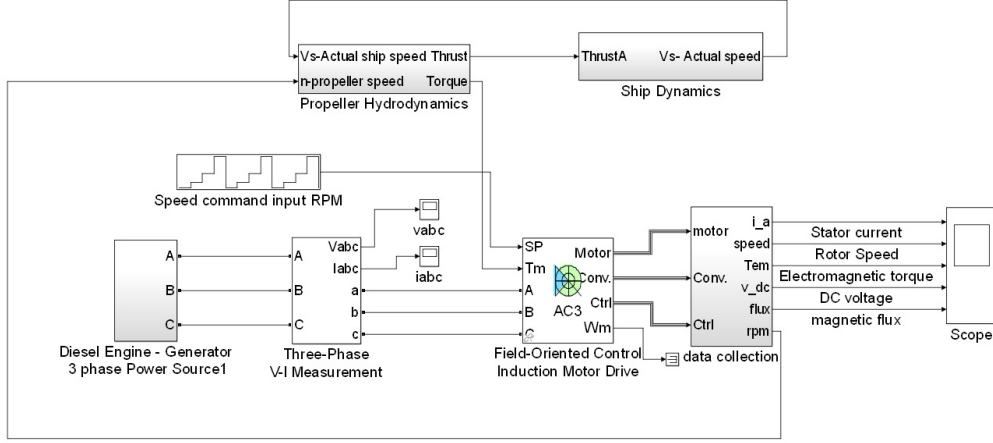 Vs-Actual ship speed Thrust
n-propeller speed Torque
Propeller Hydrodynamics
ThrustA Vs- Actual speed
Ship Dynamics
Speed command input RPM
vabc
iabc
A A
B B
C C
Diesel Engine - Generator
3 phase Power Source1
Vabc
Iabc
a
b
c
Three-Phase
V-I Measurement
SP
Tm
A
B
C
Motor
Conv.
Ctrl
Wm
AC3
Field-Oriented Control
Induction Motor Drive
motor
Conv.
Ctrl
i_a
speed
Tem
v_dc
flux
rpm
data collection
Stator current
Rotor Speed
Electromagnetic torque
DC voltage
magnetic flux
Scope